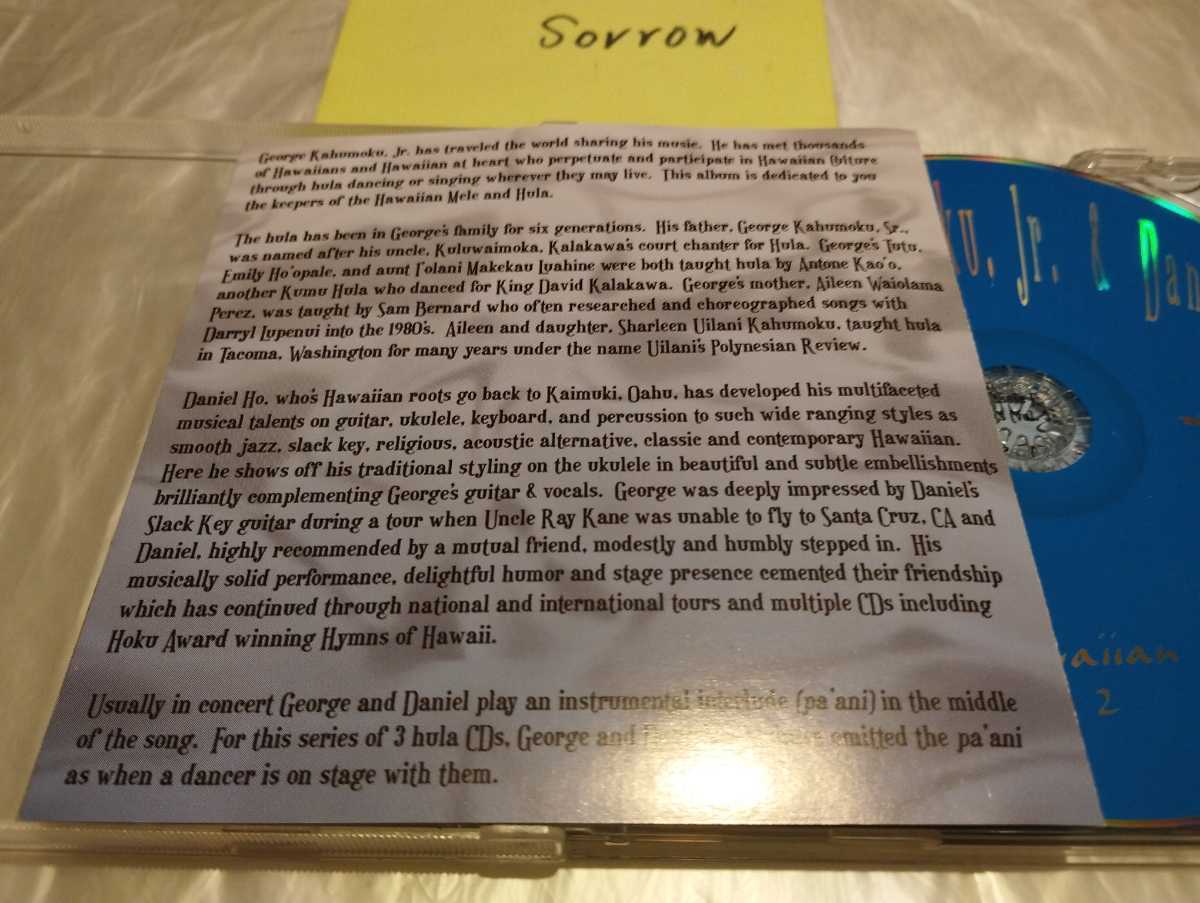 Sorrow
George Kahumoku, Jr. has traveled the world sharing his music. He has met thousands
of Hawaiians and Hawaiian at heart who perpetuate and participate in Hawaiian
through hula dancing or singing wherever they may live. This album is dedicated to you
the keepers of the Hawaiian Mele and Hula.
The hula has been in George's family for six generations. His father, George Kahumoku, Sr.,
was named after his uncle, Kuluwaimoka, Kalakawa's court chanter for Hula. George's Tutu,
Emily Ho'opale, and aunt Iolani Makekau Luahine were both taught hula by Antone Kao'o,
another Kumu Hula who danced for King David Kalakawa. George's mother, Aileen Waiolama
Perez, was taught by Sam Bernard who often researched and choreographed songs with
Darryl Lupenui into the 1980's. Aileen and daughter, Sharleen Uilani Kahumoku, taught hula
in Tacoma, Washington for many years under the name Uilani's Polynesian Review.
Daniel Ho, who's Hawaiian roots go back to Kaimuki, Oahu, has developed his multifaceted
musical talents on guitar, ukulele, keyboard, and percussion to such wide ranging styles as
smooth jazz, slack key, religious, acoustic alternative, classic and contemporary Hawaiian.
Here he shows off his traditional styling on the ukulele in beautiful and subtle embellishments
brilliantly complementing George's guitar & vocals. George was deeply impressed by Daniel's
Slack Key guitar during a tour when Uncle Ray Kane was unable to fly to Santa Cruz, CA and
Daniel, highly recommended by a mutual friend, modestly and humbly stepped in. His
musically solid performance, delightful humor and stage presence cemented their friendship
which has continued through national and international tours and multiple CDs including
Hoku Award winning Hymns of Hawaii.
Usually in concert George and Daniel play an instrumental interlude (pa'ani) in the middle
of the song. For this series of 3 hula CDs, George and have emitted the pa'ani
as when a dancer is on stage with them.
ku, Jr. & Dan
aiian
2